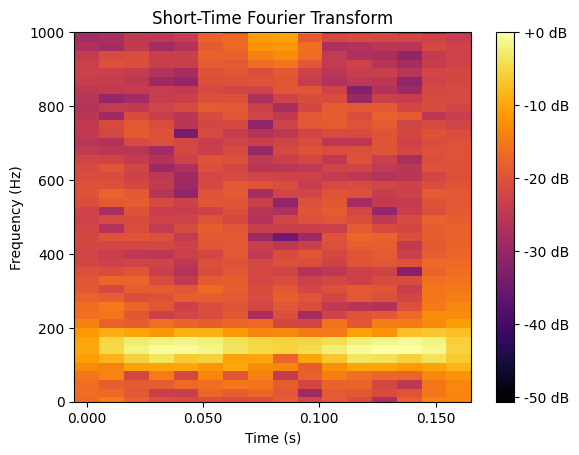 Short-Time Fourier Transform
Frequency (Hz)
1000
800
600
400
200
0
0.000
0.050
0.100
0.150
Time (s)
+0 dB
-10 dB
-20 dB
-30 dB
-40 dB
-50 dB